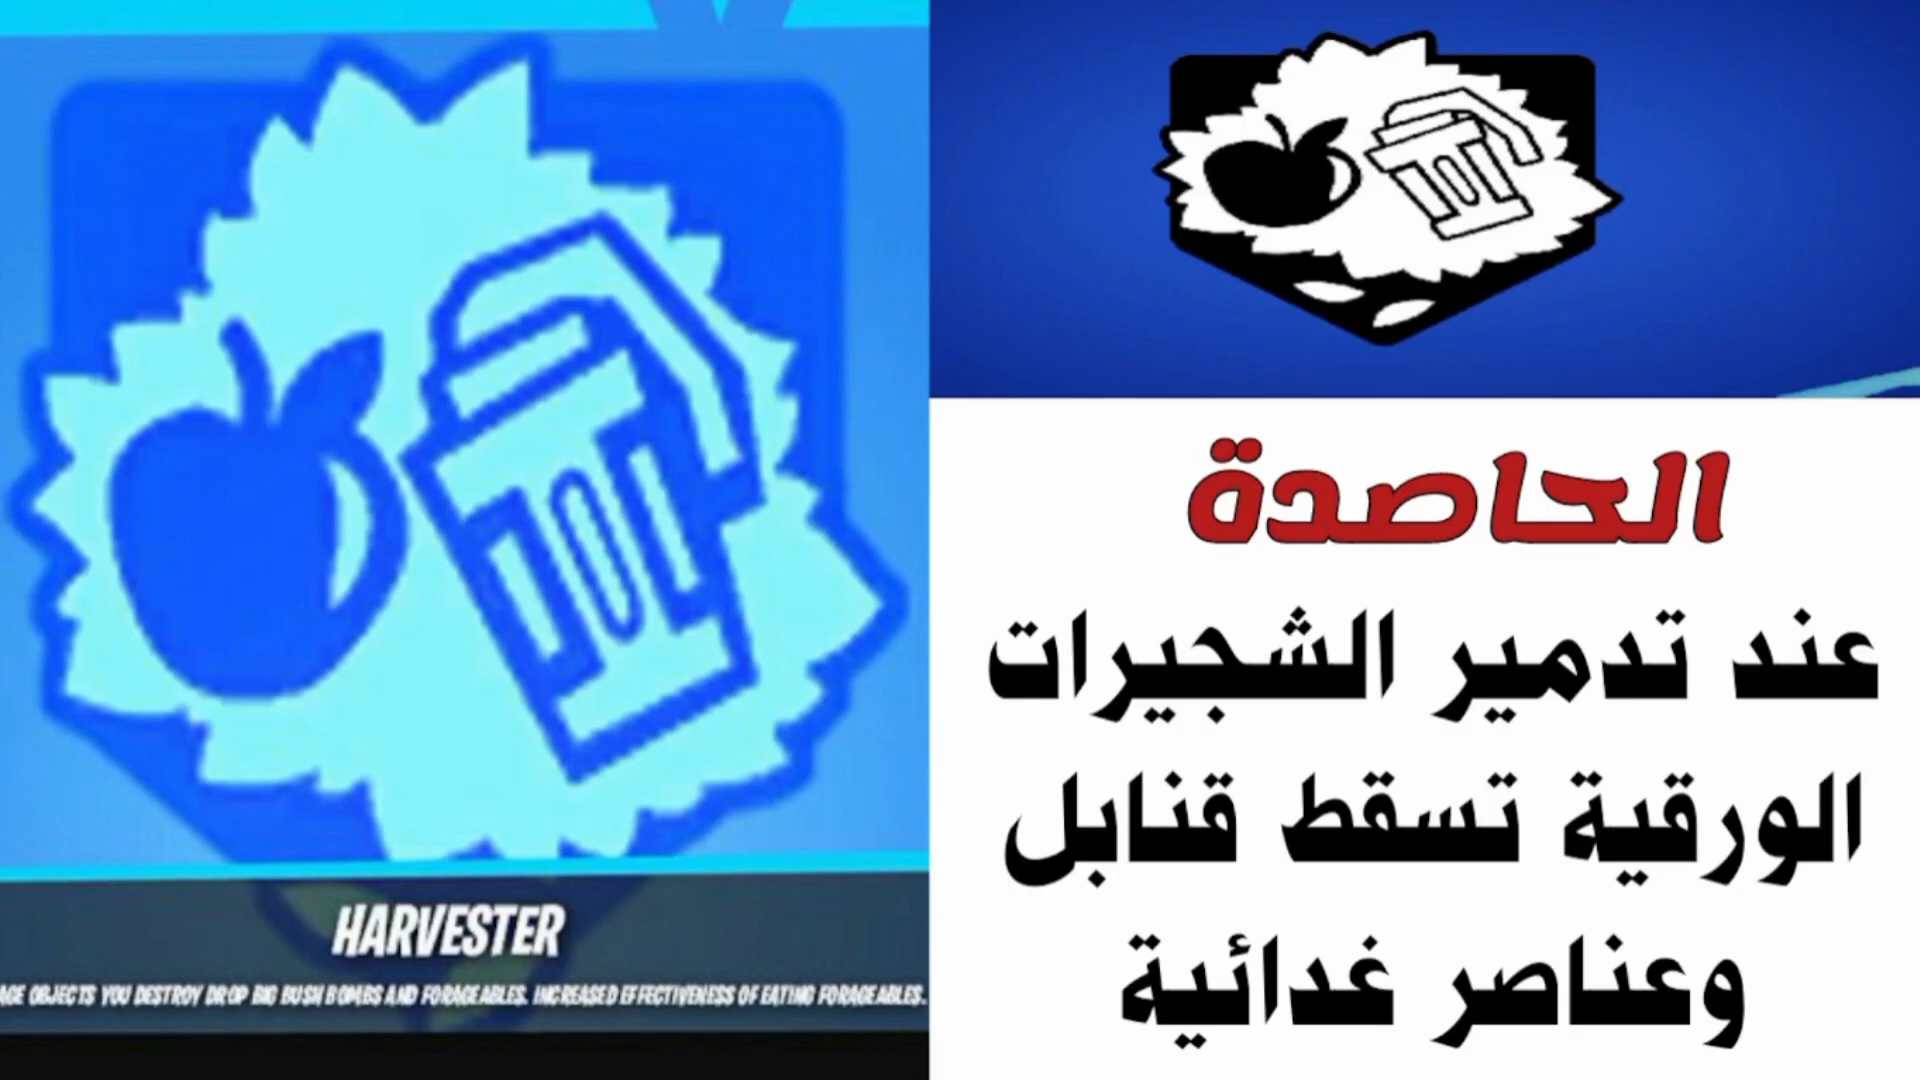 HARVESTER
OBJECTS YOU DESTROY DROP BIG BUSH BOMBS AND FORAGEABLES. INCREASED EFFECTIVENESS OF EATING FORAGEABLES.
الحاصدة
عند تدمير الشجيرات
الورقية تسقط قنابل
وعناصر غدائية